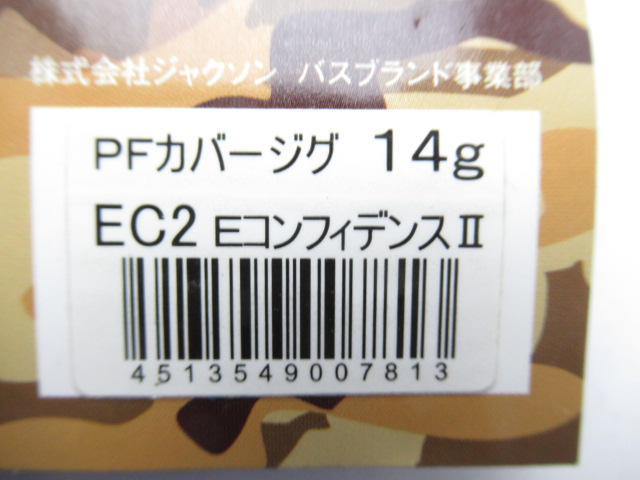 株式会社ジャクソン バスブランド事業部
PFカバージグ 14g
EC2 EコンフィデンスⅡ
4513549007813